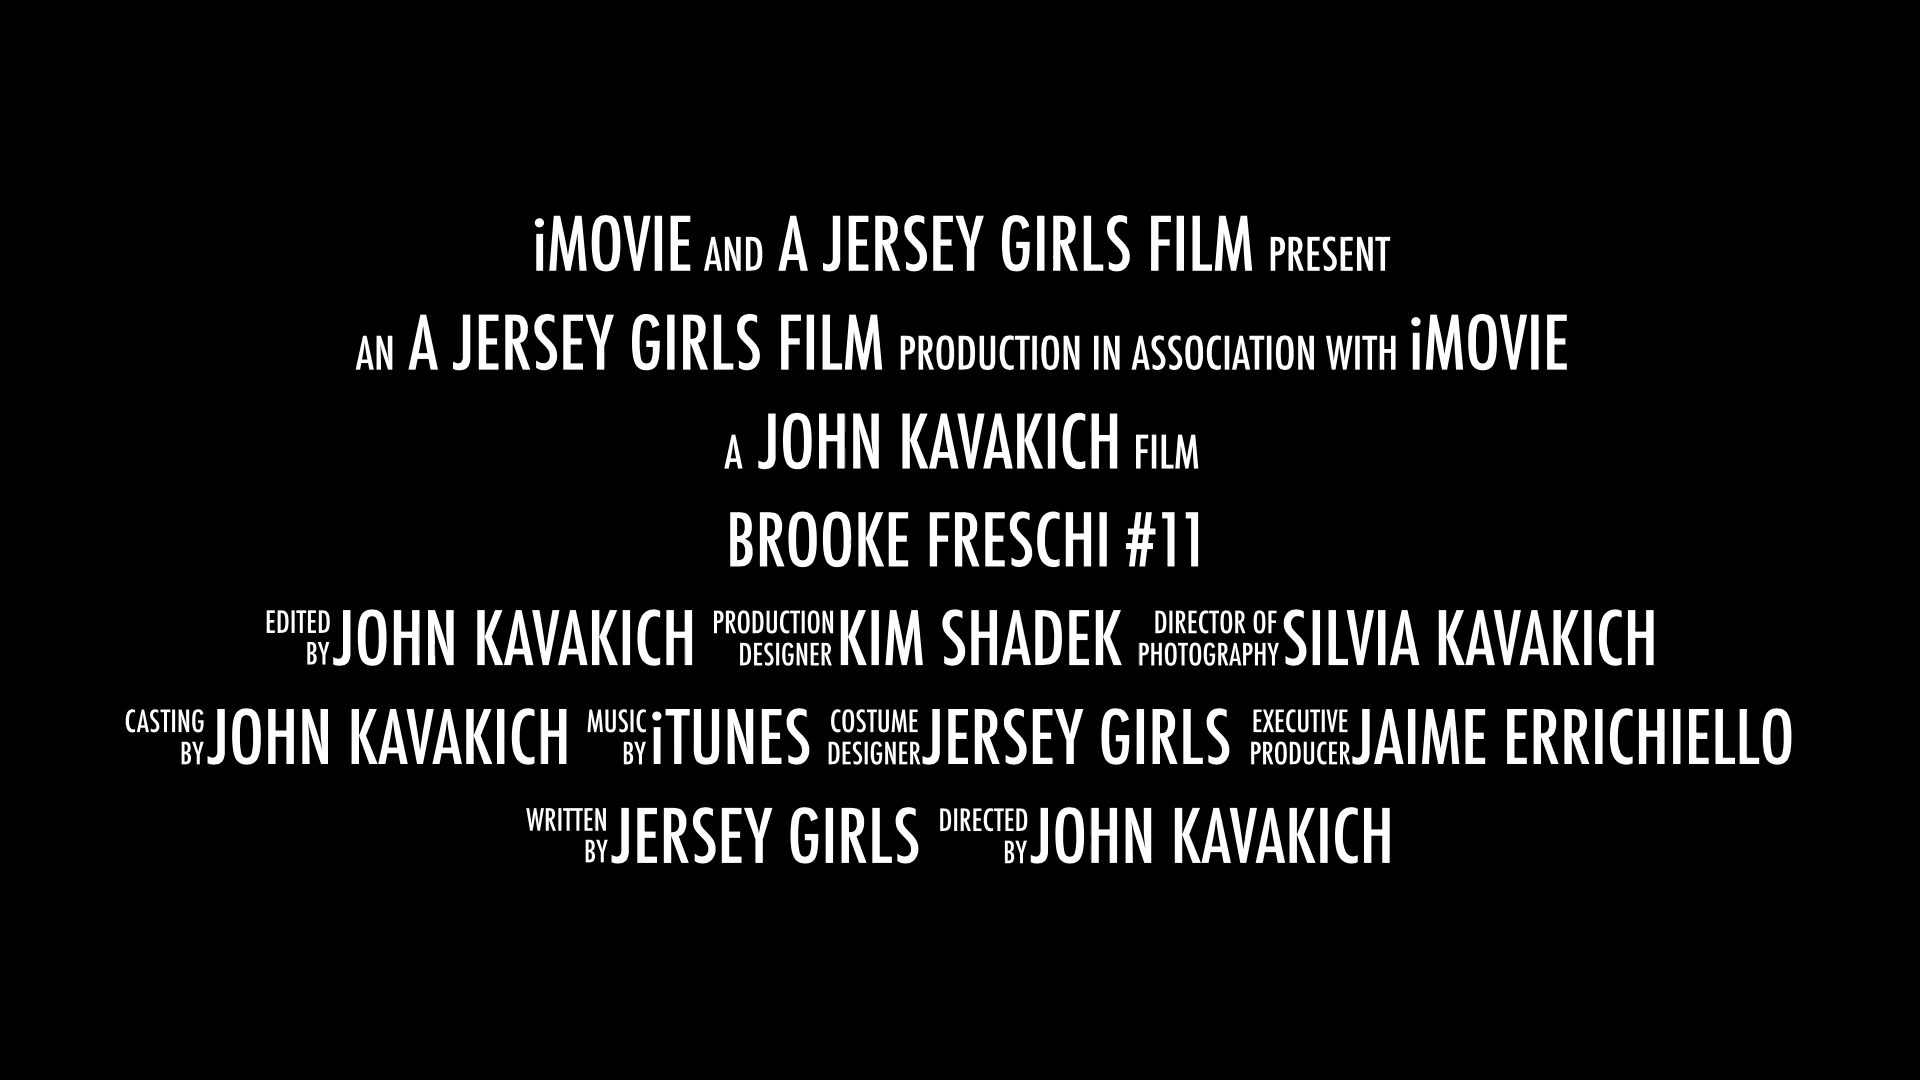 iMOVIE AND A JERSEY GIRLS FILM PRESENT
AN A JERSEY GIRLS FILM PRODUCTION IN ASSOCIATION WITH iMOVIE
A JOHN KAVAKICH FILM
BROOKE FRESCHI #11
EDITED BY JOHN KAVAKICH PRODUCTION DESIGNER KIM SHADEK DIRECTOR OF PHOTOGRAPHY SILVIA KAVAKICH
CASTING BY JOHN KAVAKICH MUSIC BY iTUNES COSTUME DESIGNER JERSEY GIRLS EXECUTIVE PRODUCER JAIME ERRICHIELLO
WRITTEN BY JERSEY GIRLS DIRECTED BY JOHN KAVAKICH